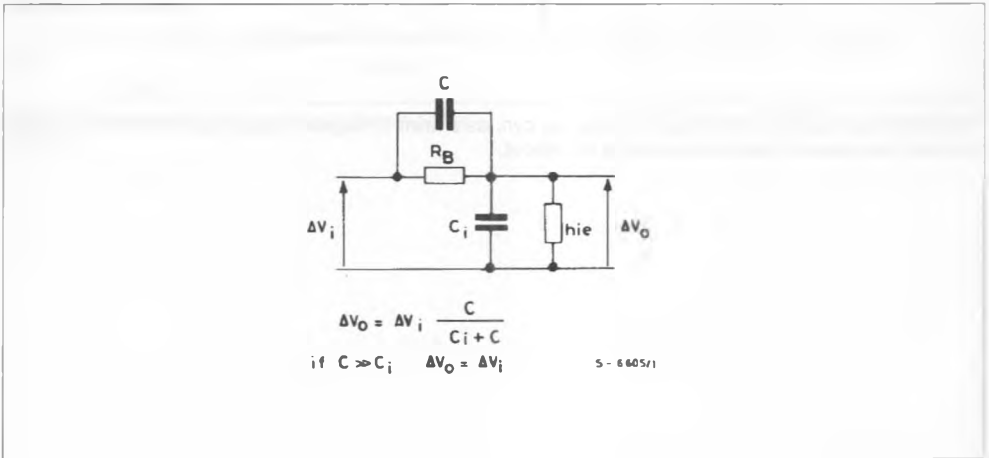 C
R_B
ΔV_i
C_i
hie
ΔV_o
ΔV_o = ΔV_i C / (C_i + C)
if C ≫ C_i ΔV_o = ΔV_i
S - 6605/1